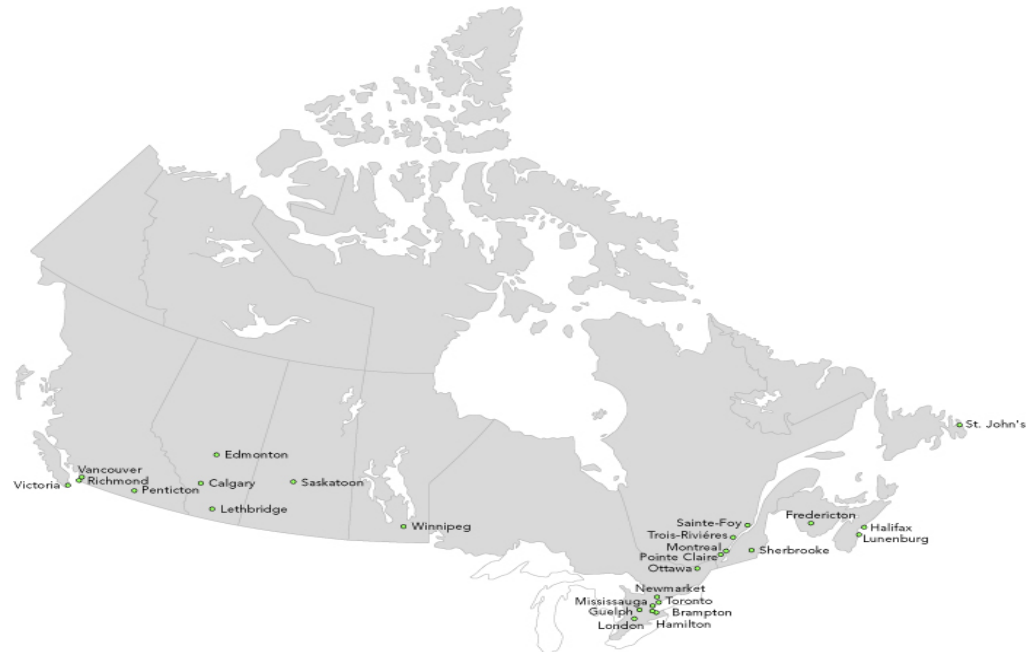 St. John's
Edmonton
Vancouver
Richmond
Victoria
Penticton
Calgary
Saskatoon
Lethbridge
Winnipeg
Fredericton
Sainte-Foy
Halifax
Trois-Riviéres
Lunenburg
Montreal
Sherbrooke
Pointe Claire
Ottawa
Newmarket
Mississauga
Toronto
Guelph
Brampton
London
Hamilton